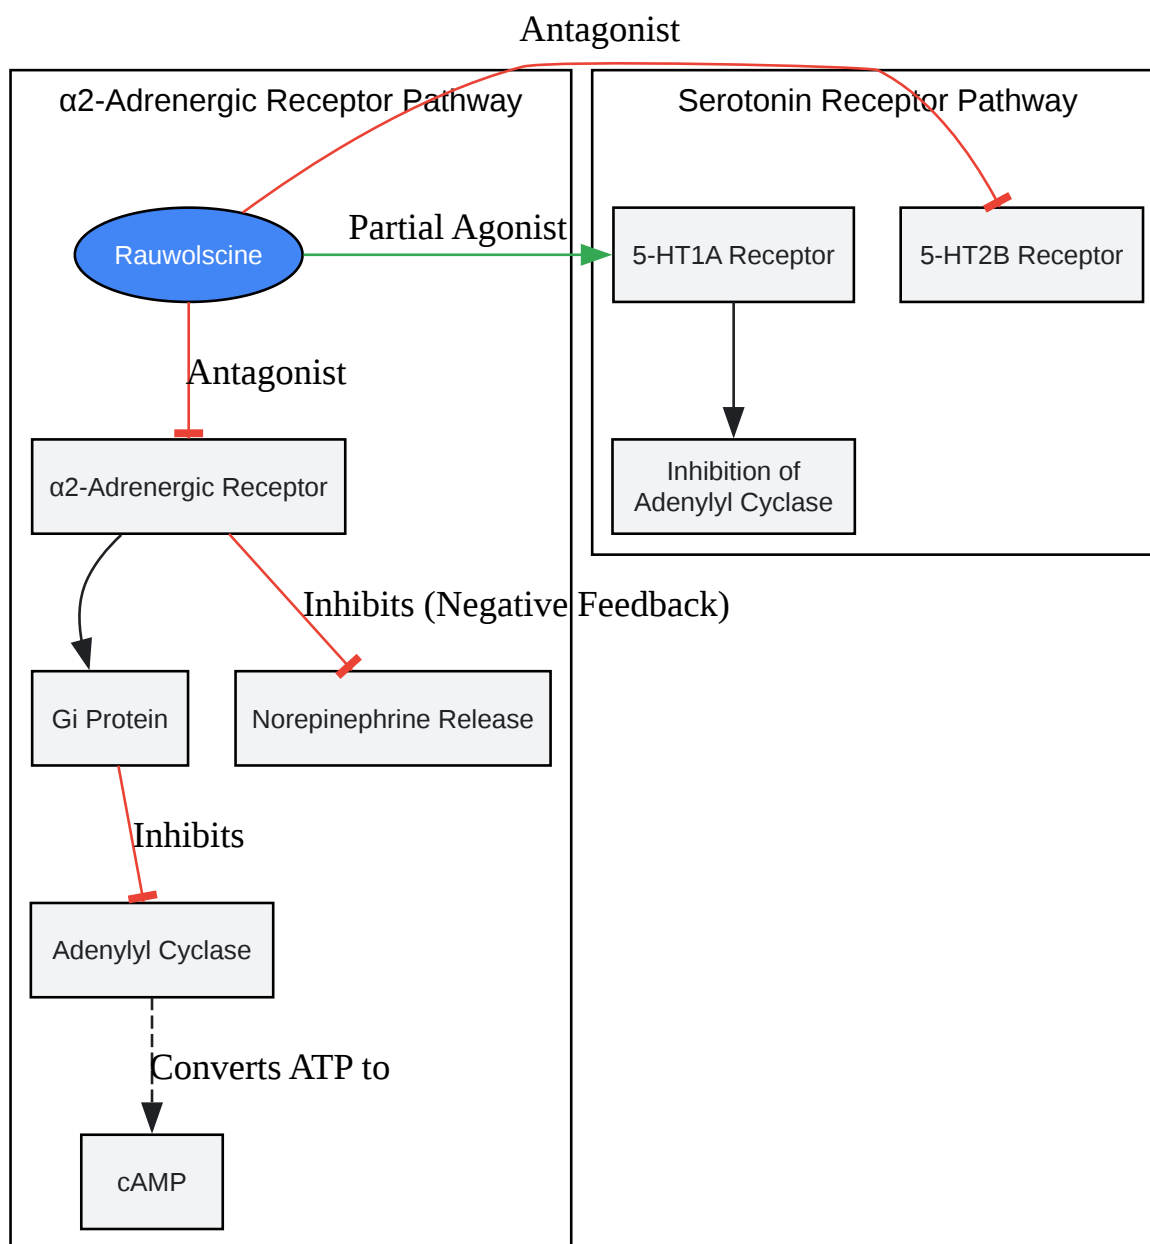 Antagonist
α2-Adrenergic Receptor Pathway
Serotonin Receptor Pathway
Rauwolscine
Partial Agonist
5-HT1A Receptor
5-HT2B Receptor
Antagonist
α2-Adrenergic Receptor
Inhibition of
Adenylyl Cyclase
Inhibits (Negative Feedback)
Gi Protein
Norepinephrine Release
Inhibits
Adenylyl Cyclase
Converts ATP to
cAMP